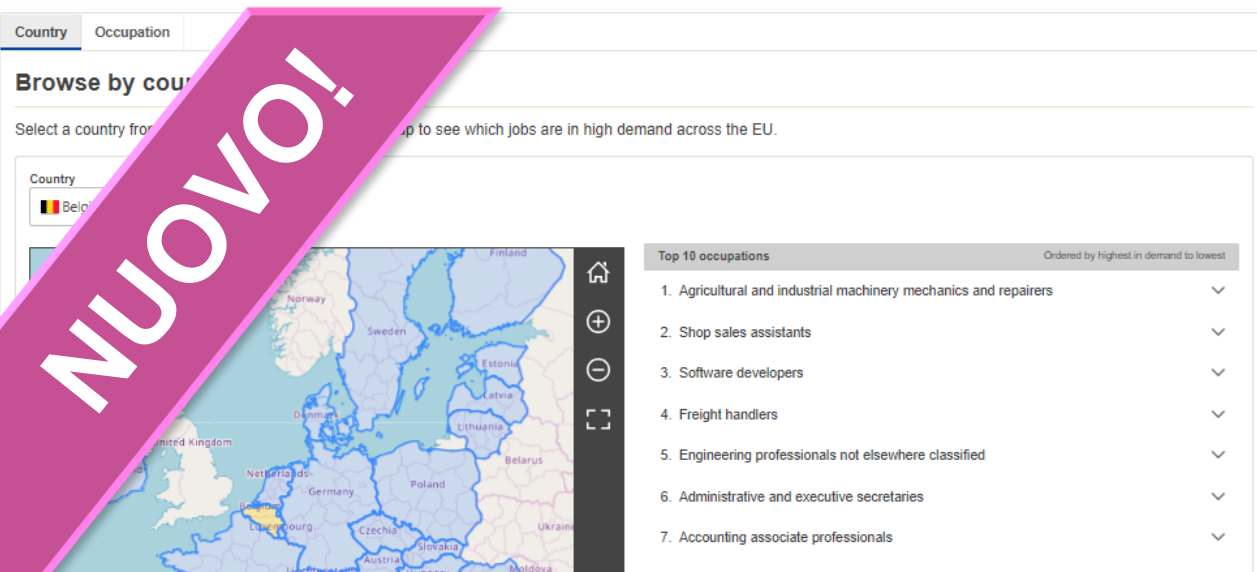 Country Occupation
Browse by cou
Select a country from
up to see which jobs are in high demand across the EU.
NUOVO!
Country
Belgi
Top 10 occupations
Ordered by highest in demand to lowest
1. Agricultural and industrial machinery mechanics and repairers
2. Shop sales assistants
3. Software developers
4. Freight handlers
5. Engineering professionals not elsewhere classified
6. Administrative and executive secretaries
7. Accounting associate professionals
Finland
Norway
Sweden
Estonia
Latvia
Denmark
Lithuania
United Kingdom
Belarus
Netherlands
Poland
Germany
Belgium
Luxembourg
Ukraine
Czechia
Slovakia
Austria
Moldova